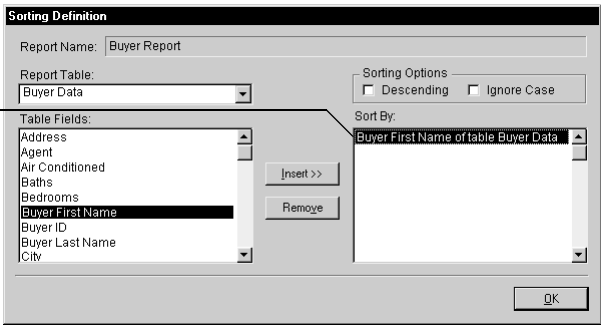 Sorting Definition
Report Name: Buyer Report
Report Table:
Buyer Data
Sorting Options
Descending
Ignore Case
Table Fields:
Address
Agent
Air Conditioned
Baths
Bedrooms
Buyer First Name
Buyer ID
Buyer Last Name
City
Insert >>
Remove
Sort By:
Buyer First Name of table Buyer Data
OK